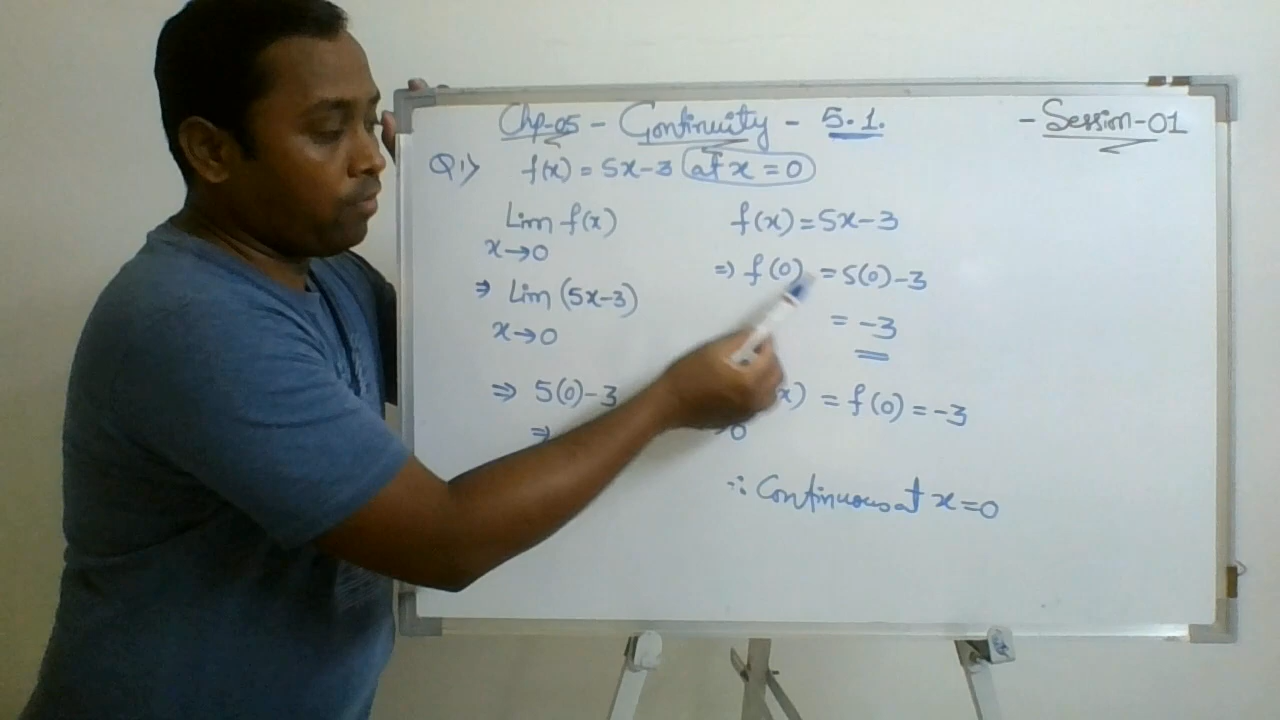 Chp-05 - Continuity - 5.1. - Session-01
Q1) f(x) = 5x-3 at x = 0
Lim f(x)
x→0
⇒ Lim (5x-3)
x→0
⇒ 5(0)-3
⇒
f(x) = 5x-3
⇒ f(0) = 5(0)-3
= -3
x) = f(0) = -3
→0
∴ Continuous at x = 0